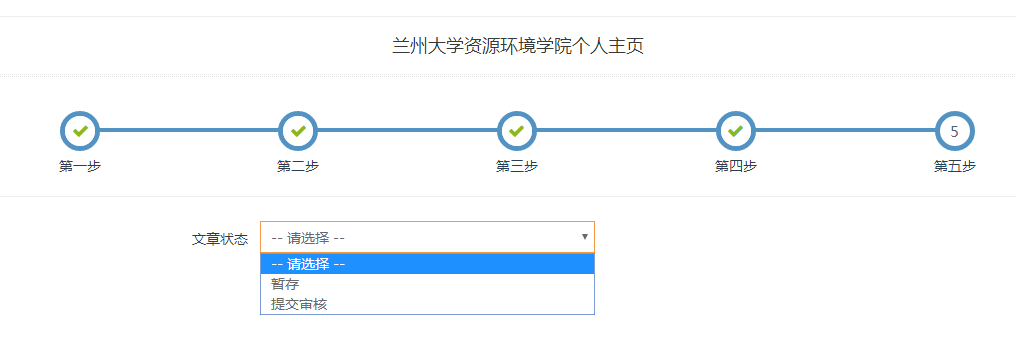 兰州大学资源环境学院个人主页
5
第一步 第二步 第三步 第四步 第五步
文章状态 -- 请选择 --
-- 请选择 --
暂存
提交审核